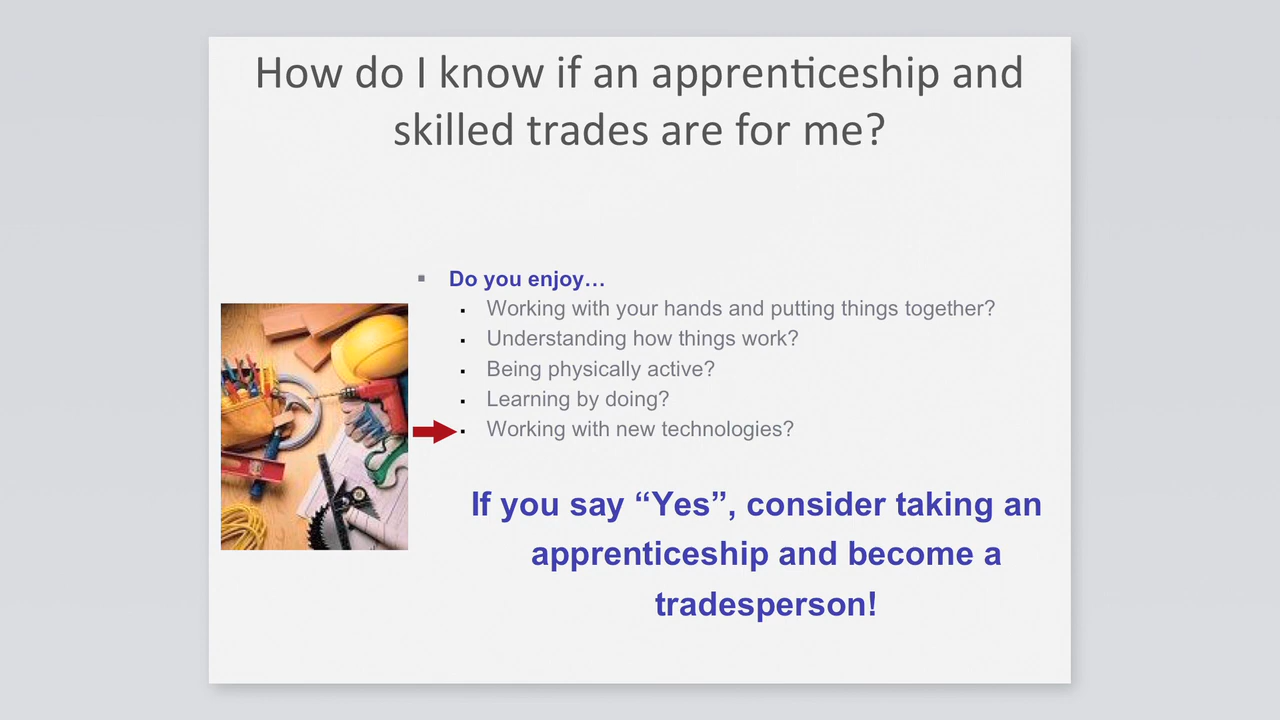 How do I know if an apprenticeship and
skilled trades are for me?
Do you enjoy…
Working with your hands and putting things together?
Understanding how things work?
Being physically active?
Learning by doing?
Working with new technologies?
If you say “Yes”, consider taking an
apprenticeship and become a
tradesperson!